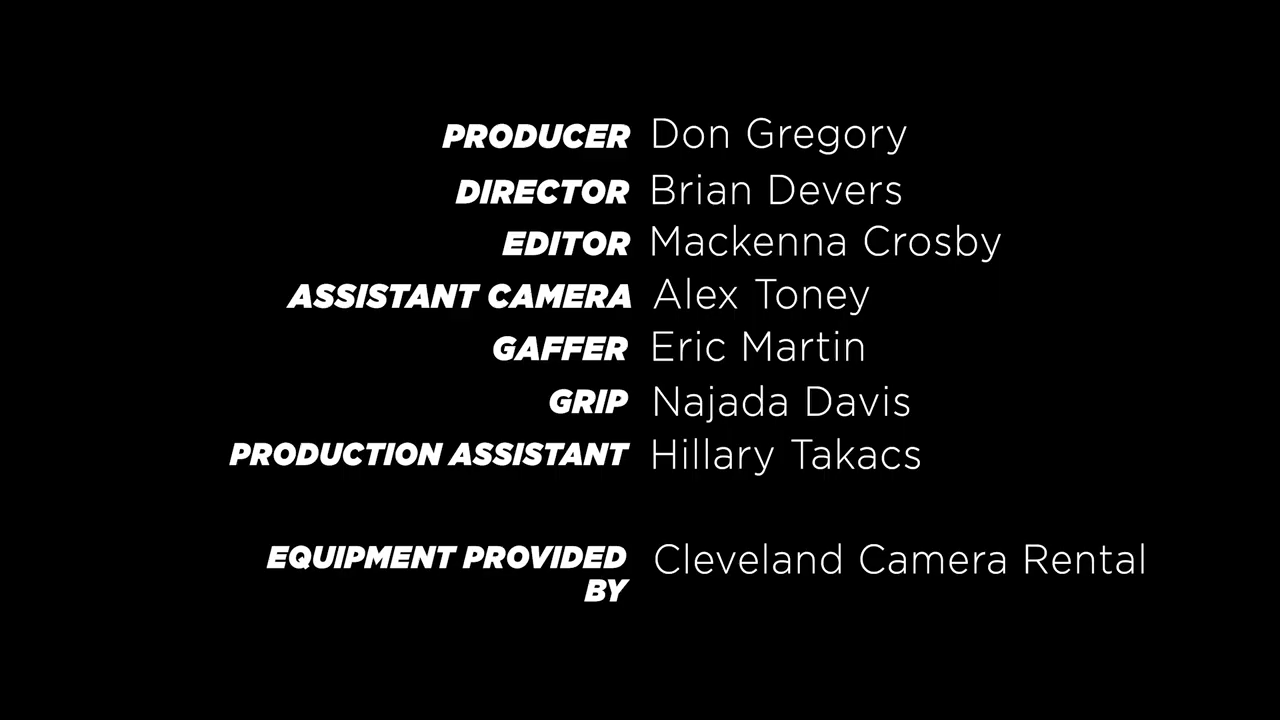 PRODUCER Don Gregory
DIRECTOR Brian Devers
EDITOR Mackenna Crosby
ASSISTANT CAMERA Alex Toney
GAFFER Eric Martin
GRIP Najada Davis
PRODUCTION ASSISTANT Hillary Takacs
EQUIPMENT PROVIDED Cleveland Camera Rental
BY